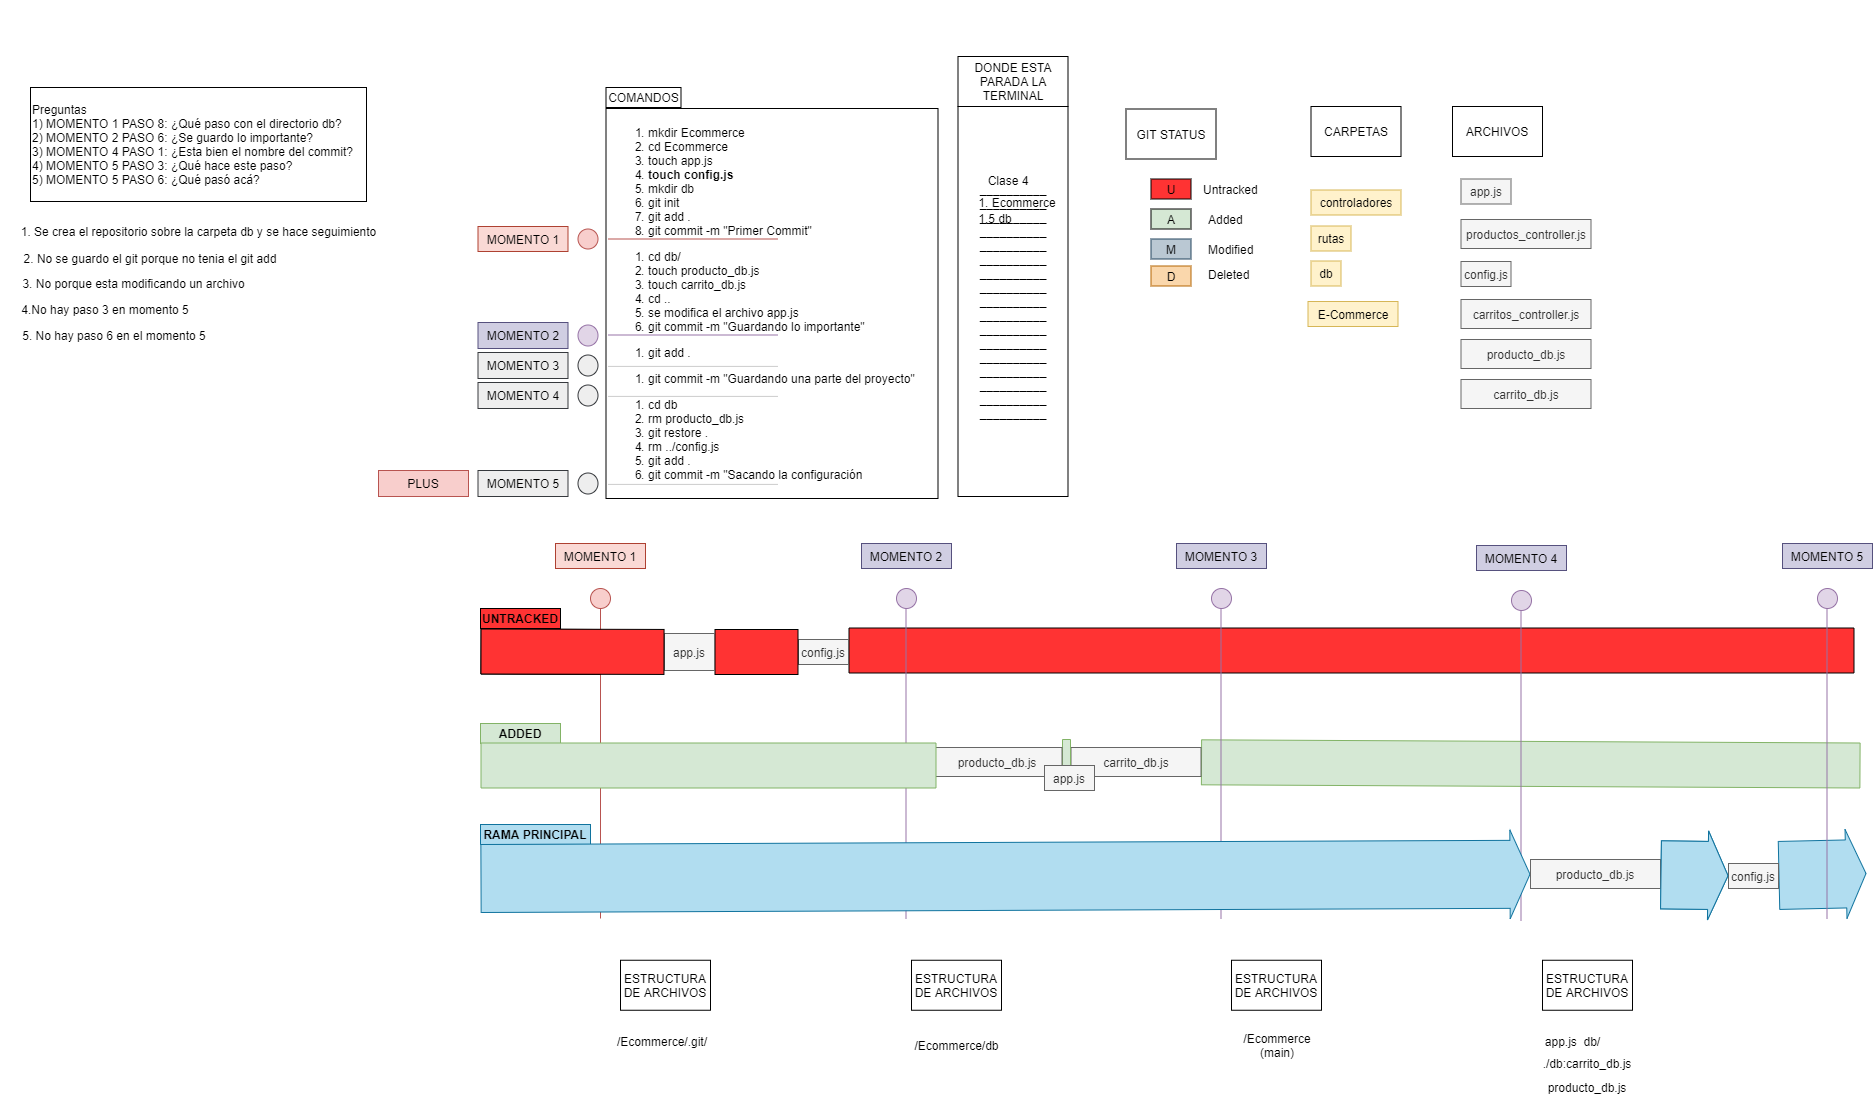 Preguntas
1) MOMENTO 1 PASO 8: ¿Qué paso con el directorio db?
2) MOMENTO 2 PASO 6: ¿Se guardo lo importante?
3) MOMENTO 4 PASO 1: ¿Esta bien el nombre del commit?
4) MOMENTO 5 PASO 3: ¿Qué hace este paso?
5) MOMENTO 5 PASO 6: ¿Qué pasó acá?
1. Se crea el repositorio sobre la carpeta db y se hace seguimiento
2. No se guardo el git porque no tenia el git add
3. No porque esta modificando un archivo
4.No hay paso 3 en momento 5
5. No hay paso 6 en el momento 5
COMANDOS
1. mkdir Ecommerce
2. cd Ecommerce
3. touch app.js
4. touch config.js
5. mkdir db
6. git init
7. git add .
8. git commit -m "Primer Commit"
MOMENTO 1
1. cd db/
2. touch producto_db.js
3. touch carrito_db.js
4. cd ..
5. se modifica el archivo app.js
6. git commit -m "Guardando lo importante"
MOMENTO 2
1. git add .
MOMENTO 3
1. git commit -m "Guardando una parte del proyecto"
MOMENTO 4
1. cd db
2. rm producto_db.js
3. git restore .
4. rm ../config.js
5. git add .
6. git commit -m "Sacando la configuración
PLUS
MOMENTO 5
DONDE ESTA
PARADA LA
TERMINAL
Clase 4
1. Ecommerce
1.5 db
GIT STATUS
U Untracked
A Added
M Modified
D Deleted
CARPETAS
controladores
rutas
db
E-Commerce
ARCHIVOS
app.js
productos_controller.js
config.js
carritos_controller.js
producto_db.js
carrito_db.js
MOMENTO 1
MOMENTO 2
MOMENTO 3
MOMENTO 4
MOMENTO 5
UNTRACKED
app.js
config.js
ADDED
producto_db.js
app.js
carrito_db.js
RAMA PRINCIPAL
producto_db.js
config.js
ESTRUCTURA
DE ARCHIVOS
/Ecommerce/.git/
ESTRUCTURA
DE ARCHIVOS
/Ecommerce/db
ESTRUCTURA
DE ARCHIVOS
/Ecommerce
(main)
ESTRUCTURA
DE ARCHIVOS
app.js db/
./db:carrito_db.js
producto_db.js